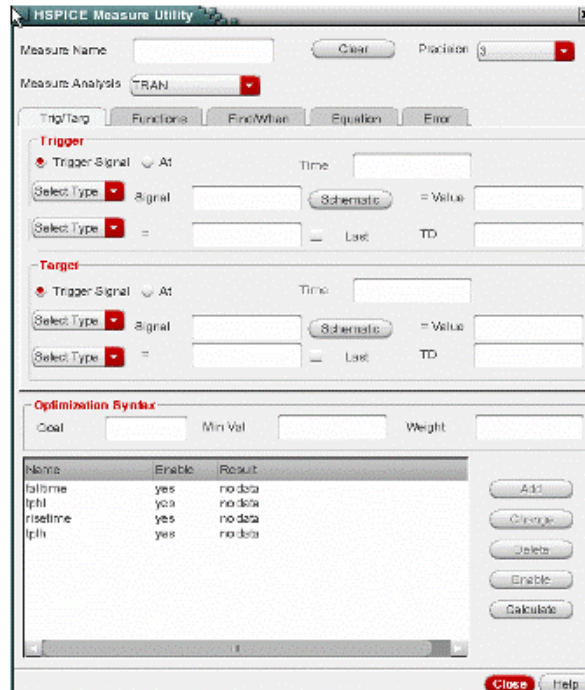 HSPICE Measure Utility
Measure Name Clear Precision 3
Measure Analysis TRAN
Trig/Targ Functions Find/When Equation Error
Trigger
Trigger Signal At Time
Select Type Signal Schematic = Value
Select Type = Last TD
Target
Trigger Signal At Time
Select Type Signal Schematic = Value
Select Type = Last TD
Optimization Syntax
Goal Min Val Weight
Name Enable Result
falltime yes no data
tphl yes no data
risetime yes no data
tplh yes no data
Add
Change
Delete
Enable
Calculate
Close Help